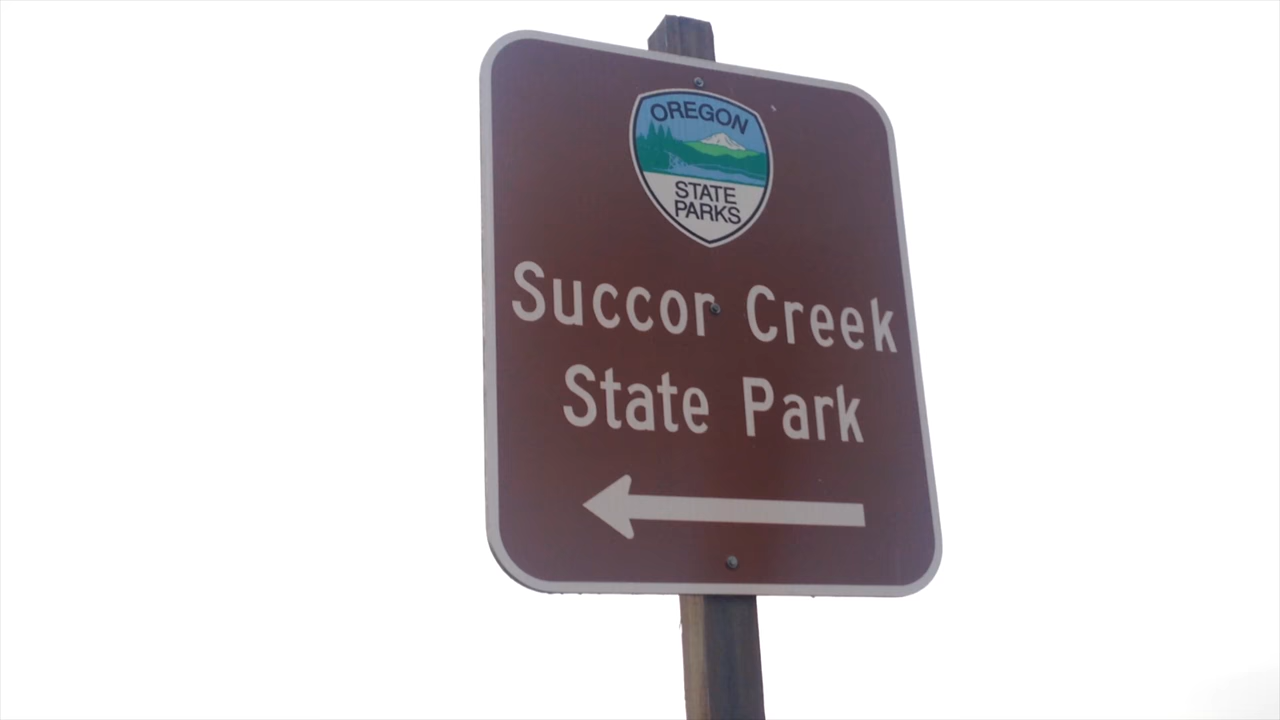 OREGON
STATE
PARKS
Succor Creek
State Park